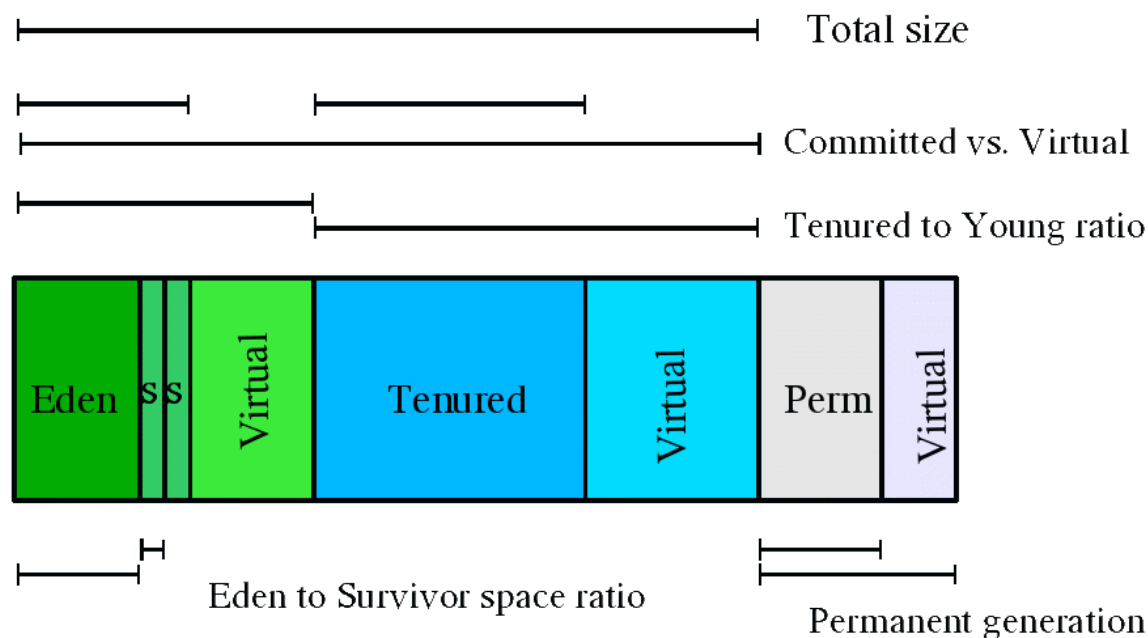 Total size
Committed vs. Virtual
Tenured to Young ratio
Eden
s
s
Virtual
Tenured
Virtual
Perm
Virtual
Eden to Survivor space ratio
Permanent generation